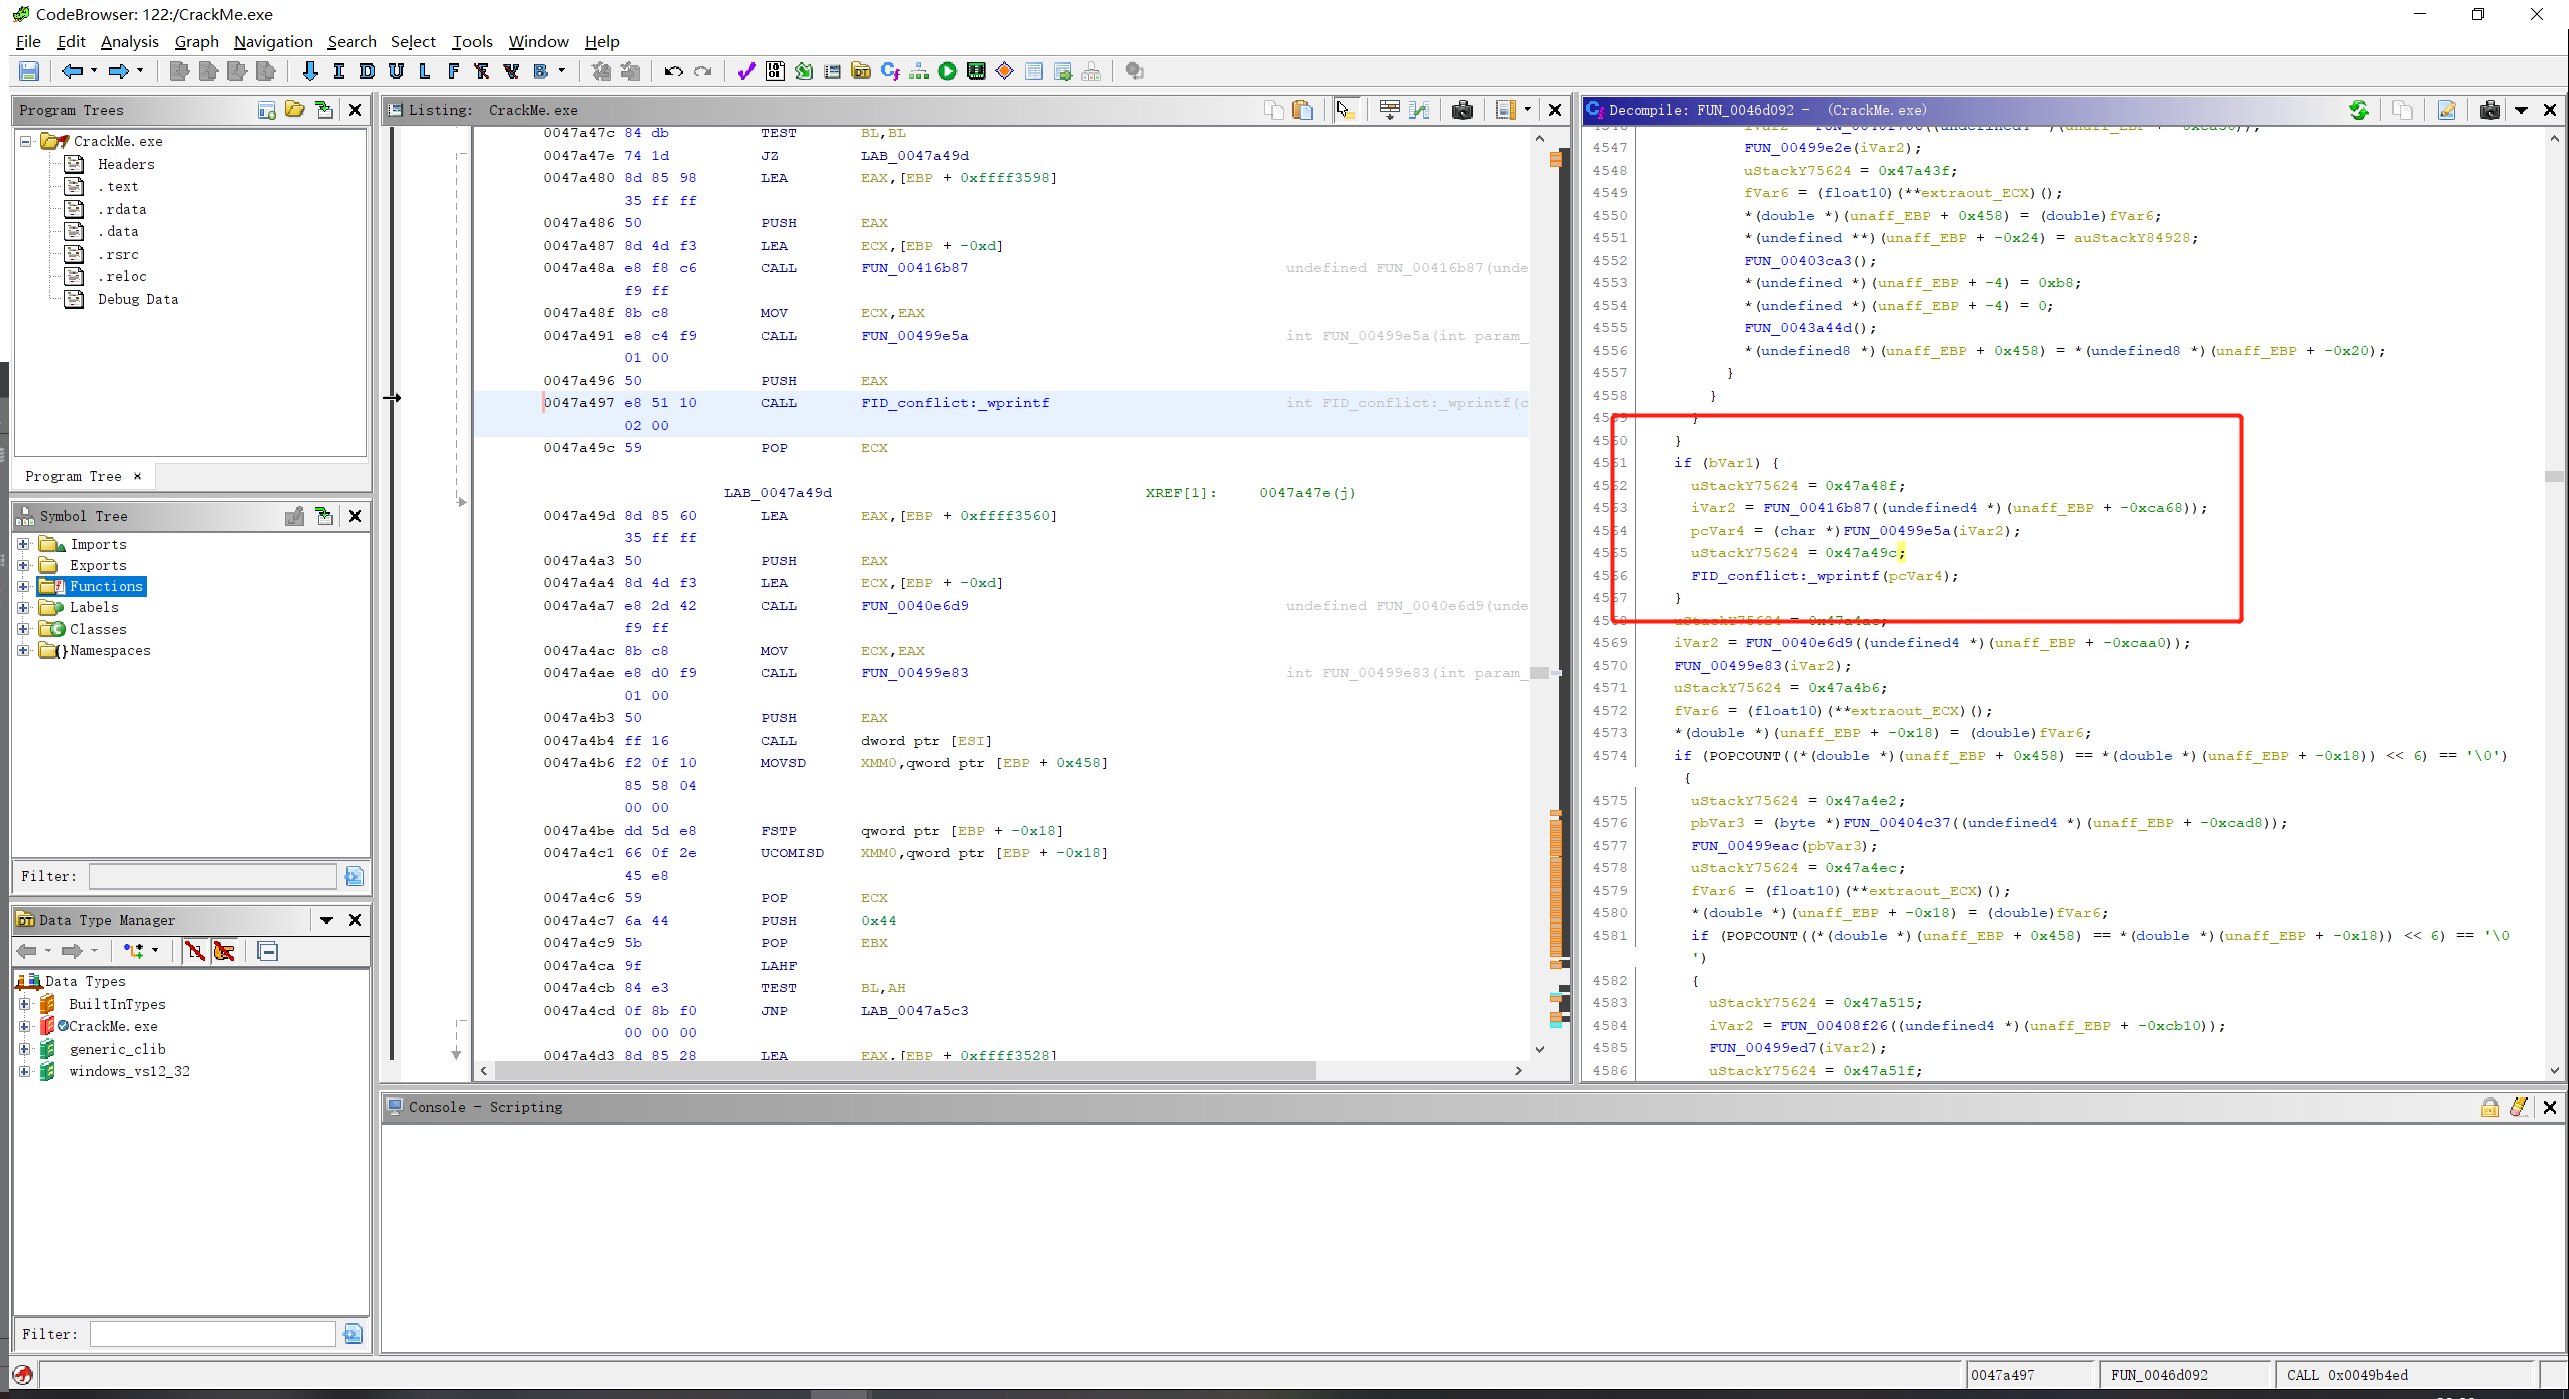 CodeBrowser: 122:/CrackMe.exe
File Edit Analysis Graph Navigation Search Select Tools Window Help
Program Trees
CrackMe.exe
Headers
.text
.rdata
.data
.rsrc
.reloc
Debug Data
Program Tree ×
Symbol Tree
Imports
Exports
Functions
Labels
Classes
Namespaces
Filter:
Data Type Manager
Data Types
BuiltInTypes
CrackMe.exe
generic_clib
windows_vs12_32
Filter:
Listing: CrackMe.exe
0047a47c 84 db TEST BL,BL
0047a47e 74 1d JZ LAB_0047a49d
0047a480 8d 85 98 LEA EAX,[EBP + 0xffff3598]
35 ff ff
0047a486 50 PUSH EAX
0047a487 8d 4d f3 LEA ECX,[EBP + -0xd]
0047a48a e8 f8 c6 CALL FUN_00416b87 undefined FUN_00416b87(unde
f9 ff
0047a48f 8b c8 MOV ECX,EAX
0047a491 e8 c4 f9 CALL FUN_00499e5a int FUN_00499e5a(int param_
01 00
0047a496 50 PUSH EAX
0047a497 e8 51 10 CALL FID_conflict:_wprintf int FID_conflict:_wprintf(c
02 00
0047a49c 59 POP ECX
LAB_0047a49d XREF[1]: 0047a47e(j)
0047a49d 8d 85 60 LEA EAX,[EBP + 0xffff3560]
35 ff ff
0047a4a3 50 PUSH EAX
0047a4a4 8d 4d f3 LEA ECX,[EBP + -0xd]
0047a4a7 e8 2d 42 CALL FUN_0040e6d9 undefined FUN_0040e6d9(unde
f9 ff
0047a4ac 8b c8 MOV ECX,EAX
0047a4ae e8 d0 f9 CALL FUN_00499e83 int FUN_00499e83(int param_
01 00
0047a4b3 50 PUSH EAX
0047a4b4 ff 16 CALL dword ptr [ESI]
0047a4b6 f2 0f 10 MOVSD XMM0,qword ptr [EBP + 0x458]
85 58 04
00 00
0047a4be dd 5d e8 FSTP qword ptr [EBP + -0x18]
0047a4c1 66 0f 2e UCOMISD XMM0,qword ptr [EBP + -0x18]
45 e8
0047a4c6 59 POP ECX
0047a4c7 6a 44 PUSH 0x44
0047a4c9 5b POP EBX
0047a4ca 9f LAHF
0047a4cb 84 e3 TEST BL,AH
0047a4cd 0f 8b f0 JNP LAB_0047a5c3
00 00 00
0047a4d3 8d 85 28 LEA EAX,[EBP + 0xffff3528]
Decompile: FUN_0046d092 - (CrackMe.exe)
4547 FUN_00499e2e(iVar2);
4548 uStackY75624 = 0x47a43f;
4549 fVar6 = (float10)(**extraout_ECX)();
4550 *(double *)(unaff_EBP + 0x458) = (double)fVar6;
4551 *(undefined **)(unaff_EBP + -0x24) = auStackY84928;
4552 FUN_00403ca3();
4553 *(undefined *)(unaff_EBP + -4) = 0xb8;
4554 *(undefined *)(unaff_EBP + -4) = 0;
4555 FUN_0043a44d();
4556 *(undefined8 *)(unaff_EBP + 0x458) = *(undefined8 *)(unaff_EBP + -0x20);
4557 }
4558 }
4559 }
4560 }
4561 if (bVar1) {
4562 uStackY75624 = 0x47a48f;
4563 iVar2 = FUN_00416b87((undefined4 *)(unaff_EBP + -0xca68));
4564 pcVar4 = (char *)FUN_00499e5a(iVar2);
4565 uStackY75624 = 0x47a49c;
4566 FID_conflict:_wprintf(pcVar4);
4567 }
4568 uStackY75624 = 0x47a4ac;
4569 iVar2 = FUN_0040e6d9((undefined4 *)(unaff_EBP + -0xcaa0));
4570 FUN_00499e83(iVar2);
4571 uStackY75624 = 0x47a4b6;
4572 fVar6 = (float10)(**extraout_ECX)();
4573 *(double *)(unaff_EBP + -0x18) = (double)fVar6;
4574 if (POPCOUNT((*(double *)(unaff_EBP + 0x458) == *(double *)(unaff_EBP + -0x18)) << 6) == '\0')
{
4575 uStackY75624 = 0x47a4e2;
4576 pbVar3 = (byte *)FUN_00404c37((undefined4 *)(unaff_EBP + -0xcad8));
4577 FUN_00499eac(pbVar3);
4578 uStackY75624 = 0x47a4ec;
4579 fVar6 = (float10)(**extraout_ECX)();
4580 *(double *)(unaff_EBP + -0x18) = (double)fVar6;
4581 if (POPCOUNT((*(double *)(unaff_EBP + 0x458) == *(double *)(unaff_EBP + -0x18)) << 6) == '\0
')
4582 {
4583 uStackY75624 = 0x47a515;
4584 iVar2 = FUN_00408f26((undefined4 *)(unaff_EBP + -0xcb10));
4585 FUN_00499ed7(iVar2);
4586 uStackY75624 = 0x47a51f;
Console - Scripting
0047a497 FUN_0046d092 CALL 0x0049b4ed